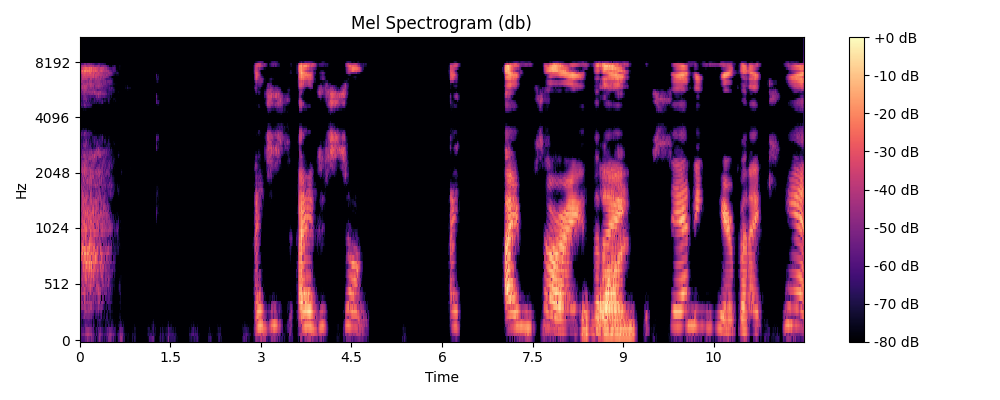 Mel Spectrogram (db)
+0 dB
8192
-10 dB
4096
-20 dB
-30 dB
2048
-40 dB
1024
-50 dB
-60 dB
512
-70 dB
0
-80 dB
0 1.5 3 4.5 6 7.5 9 10
Hz
Time